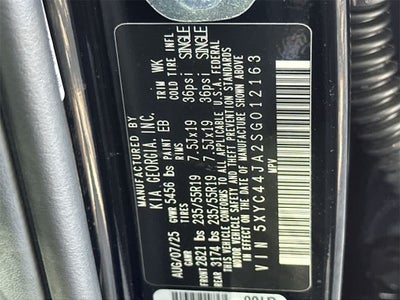 MANUFACTURED BY
KIA GEORGIA, INC.
PAINT EB TRIM WK
AUG/07/25 GVWR 5456 lbs
TIRES RIMS COLD TIRE INFL
FRONT 2821 lbs 235/55R19 7.5Jx19 36psi SINGLE
REAR 3174 lbs 235/55R19 7.5Jx19 36psi SINGLE
THIS VEHICLE CONFORMS TO ALL APPLICABLE U.S.A. FEDERAL
MOTOR VEHICLE SAFETY BUMPER AND THEFT PREVENTION STANDARDS
IN EFFECT ON THE DATE OF MANUFACTURE SHOWN ABOVE
VIN 5XYC44JA2SG012163